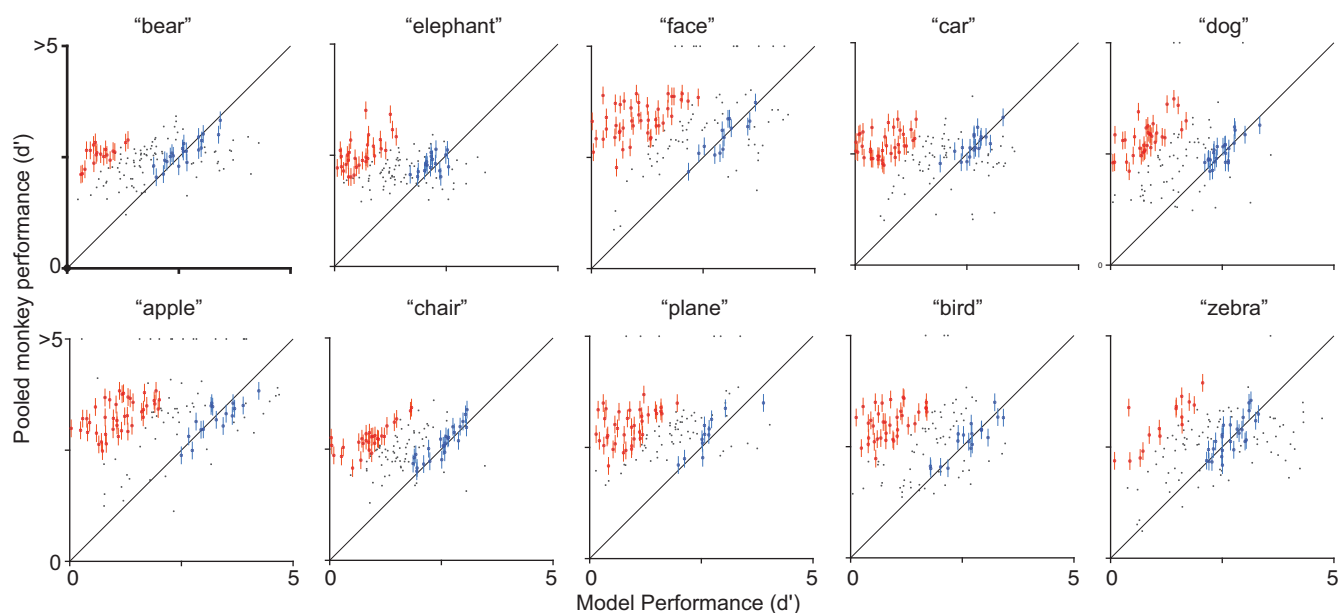 “bear” “elephant” “face” “car” “dog”
>5
0
“apple” “chair” “plane” “bird” “zebra”
>5
Pooled monkey performance (d')
0
0 5 0 5 0 5 0 5 0 5
Model Performance (d')